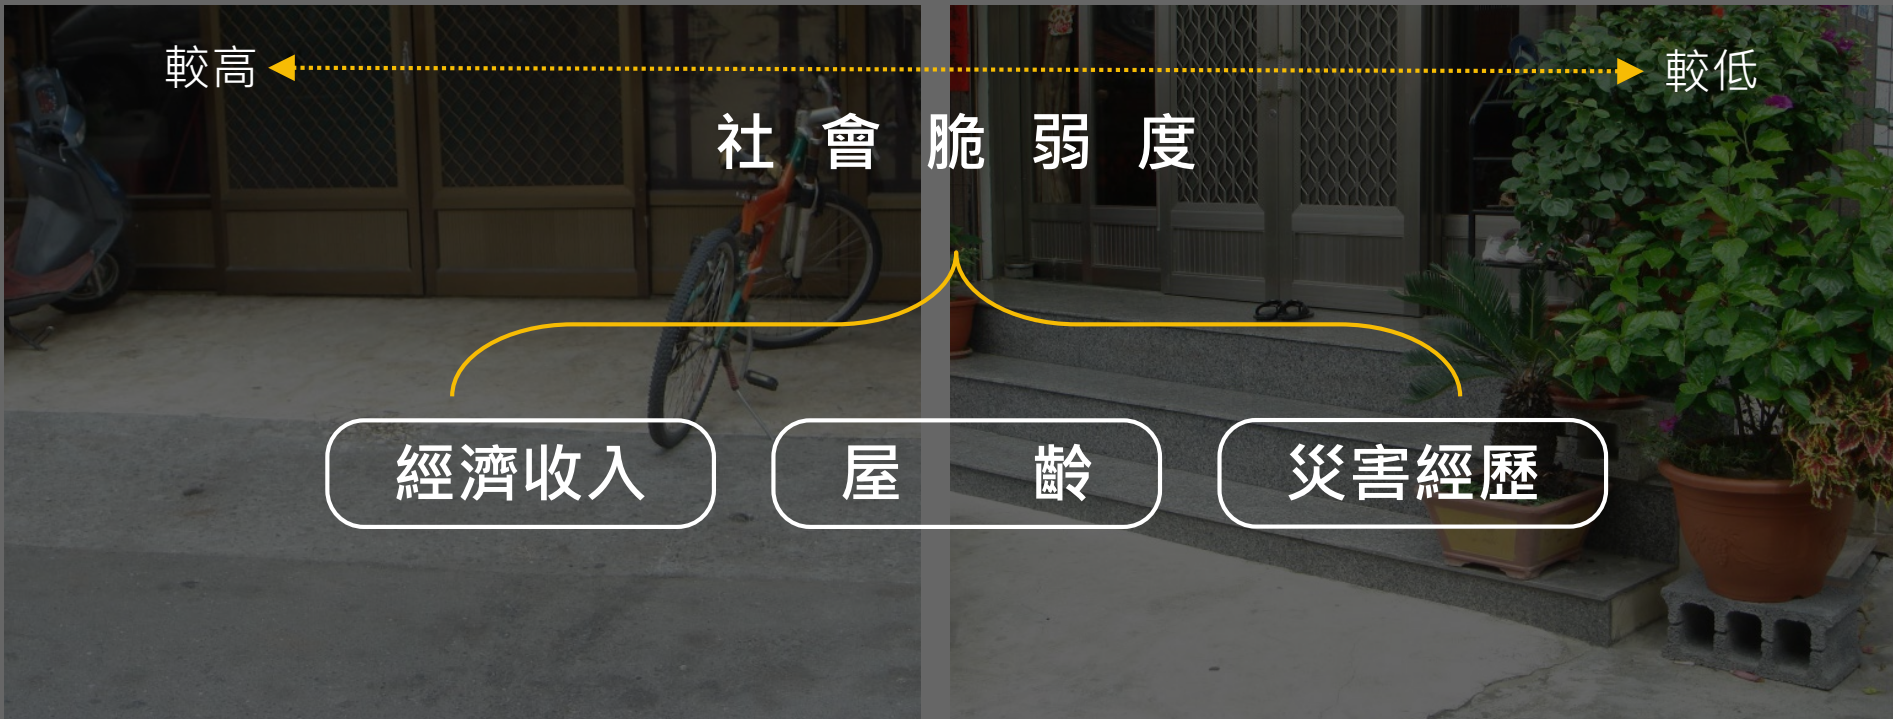 較高 較低
社會脆弱度
經濟收入 屋齡 災害經歷